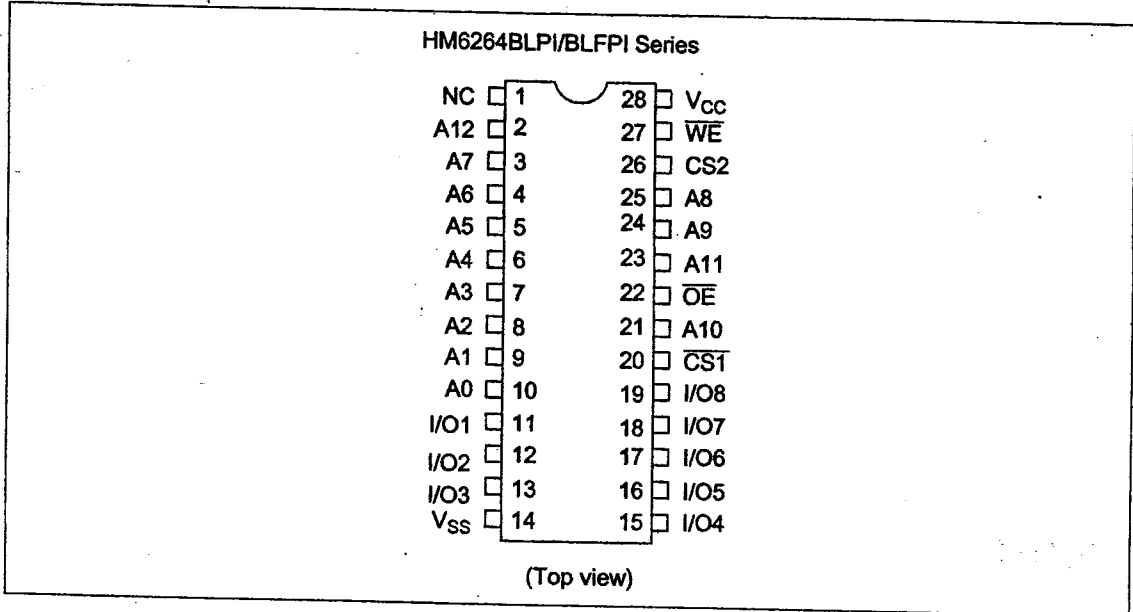 HM6264BLPI/BLFPI Series
NC 1 28 VCC
A12 2 27 W̅E̅
A7 3 26 CS2
A6 4 25 A8
A5 5 24 A9
A4 6 23 A11
A3 7 22 O̅E̅
A2 8 21 A10
A1 9 20 C̅S̅1̅
A0 10 19 I/O8
I/O1 11 18 I/O7
I/O2 12 17 I/O6
I/O3 13 16 I/O5
VSS 14 15 I/O4
(Top view)